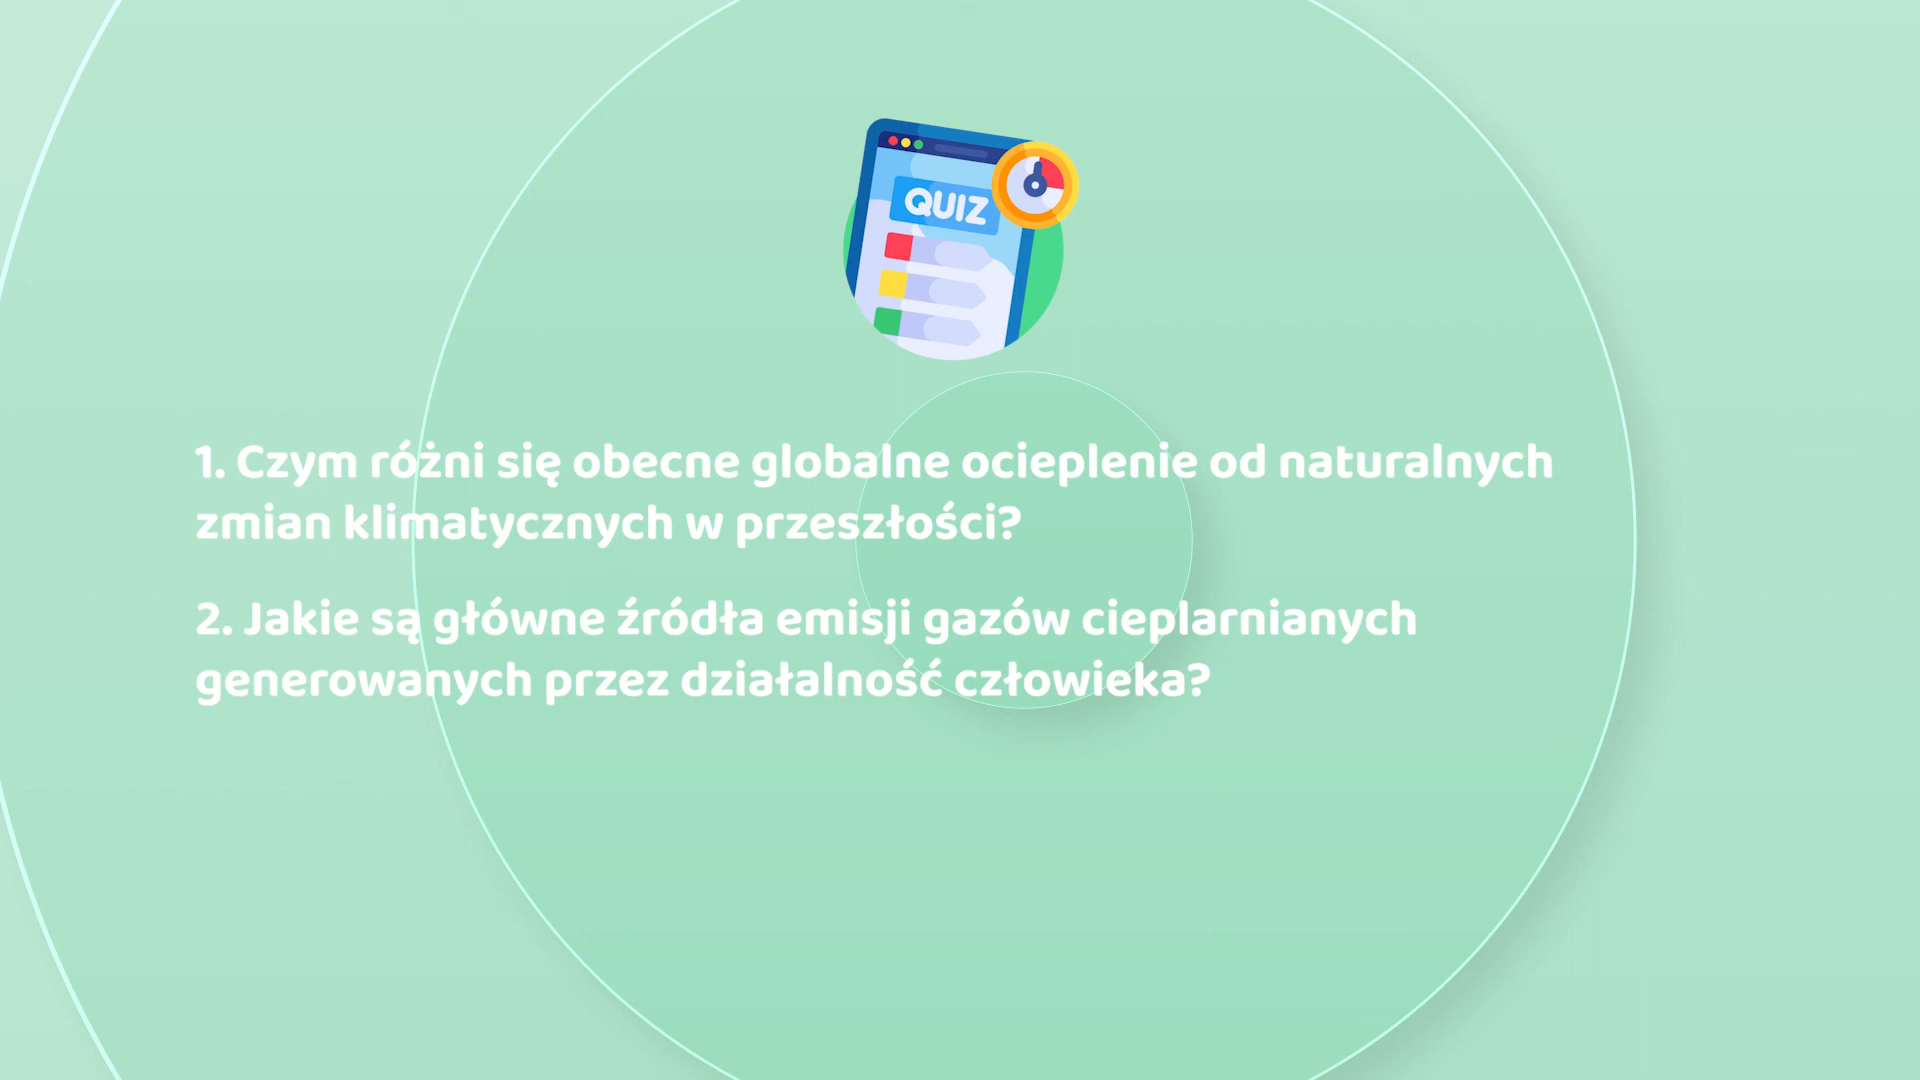 QUIZ
1. Czym różni się obecne globalne ocieplenie od naturalnych
zmian klimatycznych w przeszłości?
2. Jakie są główne źródła emisji gazów cieplarnianych
generowanych przez działalność człowieka?